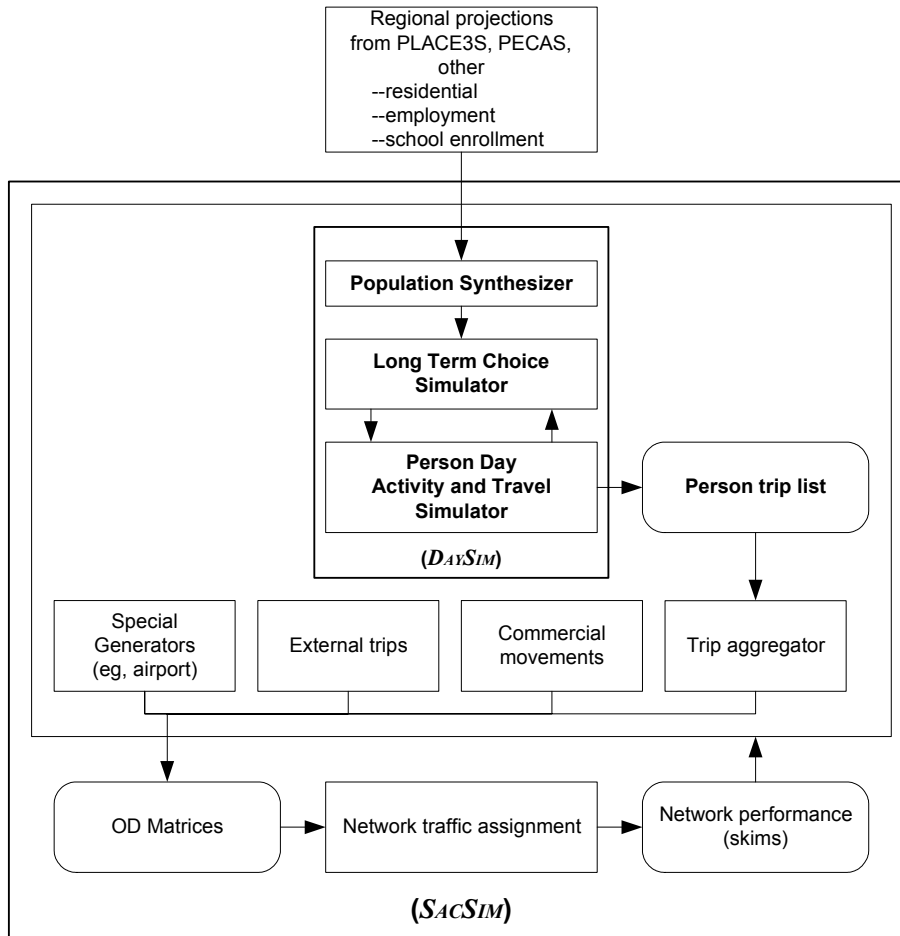 Regional projections
from PLACE3S, PECAS,
other
--residential
--employment
--school enrollment
Population Synthesizer
Long Term Choice
Simulator
Person Day
Activity and Travel
Simulator
Person trip list
(DAYSIM)
Special
Generators
(eg, airport)
External trips
Commercial
movements
Trip aggregator
OD Matrices
Network traffic assignment
Network performance
(skims)
(SACSIM)